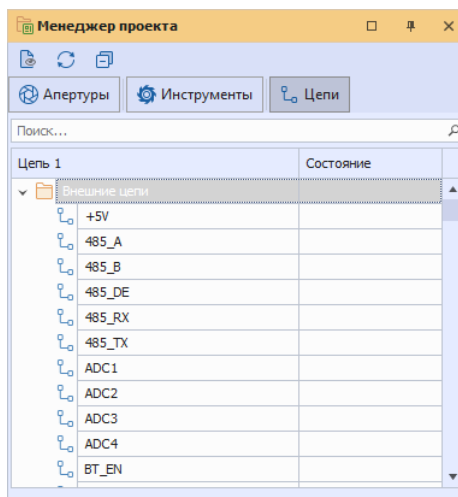 Менеджер проекта
Апертуры Инструменты Цепи
Поиск...
Цепь 1 Состояние
Внешние цепи
+5V
485_A
485_B
485_DE
485_RX
485_TX
ADC1
ADC2
ADC3
ADC4
BT_EN